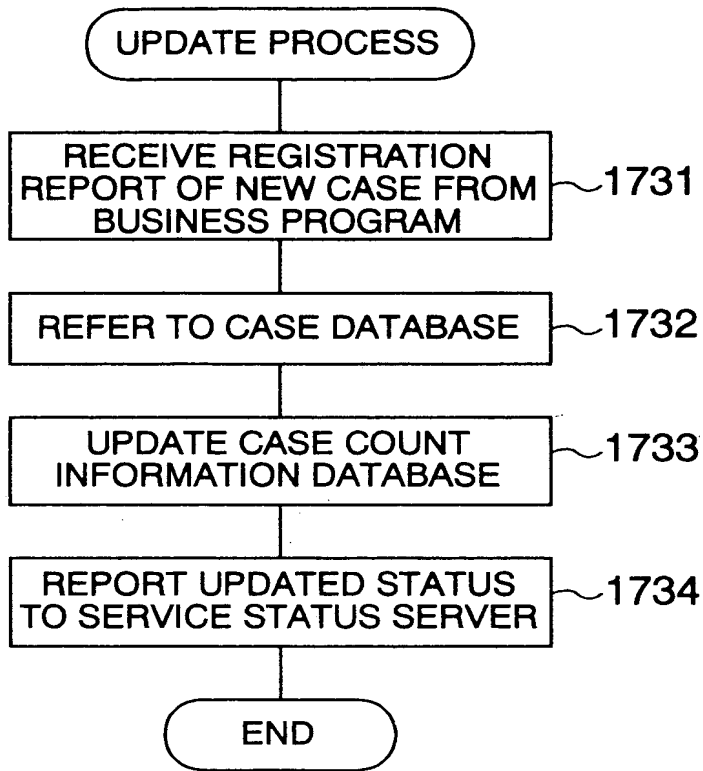 UPDATE PROCESS
RECEIVE REGISTRATION
REPORT OF NEW CASE FROM
BUSINESS PROGRAM
1731
REFER TO CASE DATABASE
1732
UPDATE CASE COUNT
INFORMATION DATABASE
1733
REPORT UPDATED STATUS
TO SERVICE STATUS SERVER
1734
END